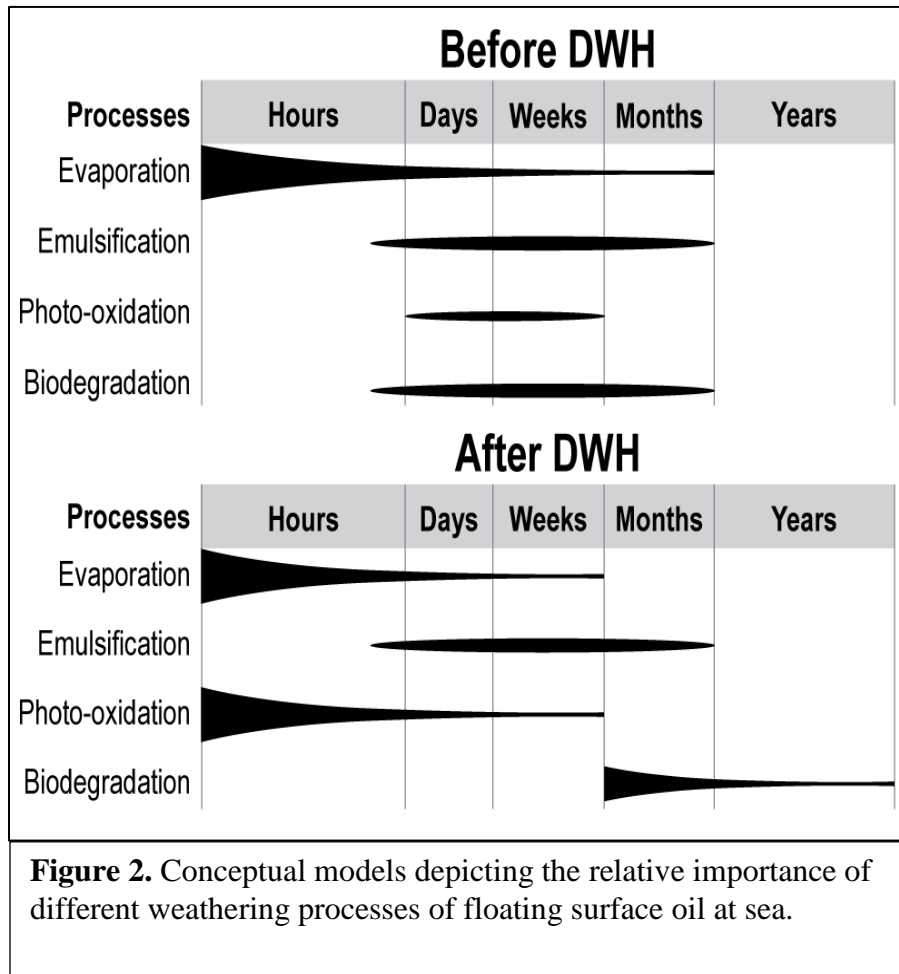 Before DWH
Processes Hours Days Weeks Months Years
Evaporation
Emulsification
Photo-oxidation
Biodegradation
After DWH
Processes Hours Days Weeks Months Years
Evaporation
Emulsification
Photo-oxidation
Biodegradation
Figure 2. Conceptual models depicting the relative importance of
different weathering processes of floating surface oil at sea.